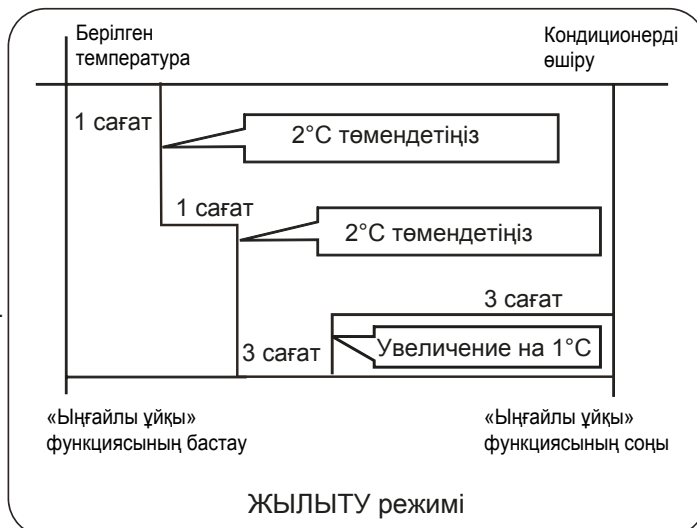 Берілген
температура
Кондиционерді
өшіру
1 сағат
2°C төмендетіңіз
1 сағат
2°C төмендетіңіз
3 сағат
3 сағат
Увеличение на 1°C
«Ыңғайлы ұйқы»
функциясының бастау
«Ыңғайлы ұйқы»
функциясының соңы
ЖЫЛЫТУ режимі